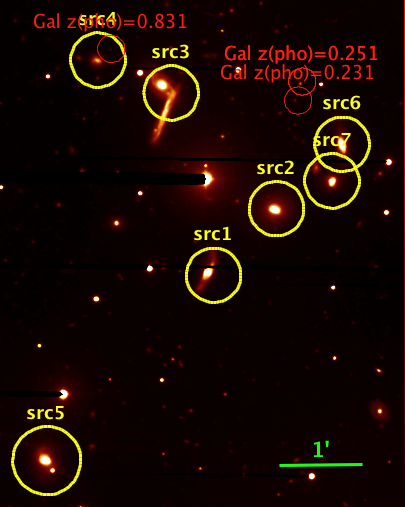 Gal z(pho)=0.831
src4
src3
Gal z(pho)=0.251
Gal z(pho)=0.231
src6
src7
src2
src1
src5
1'